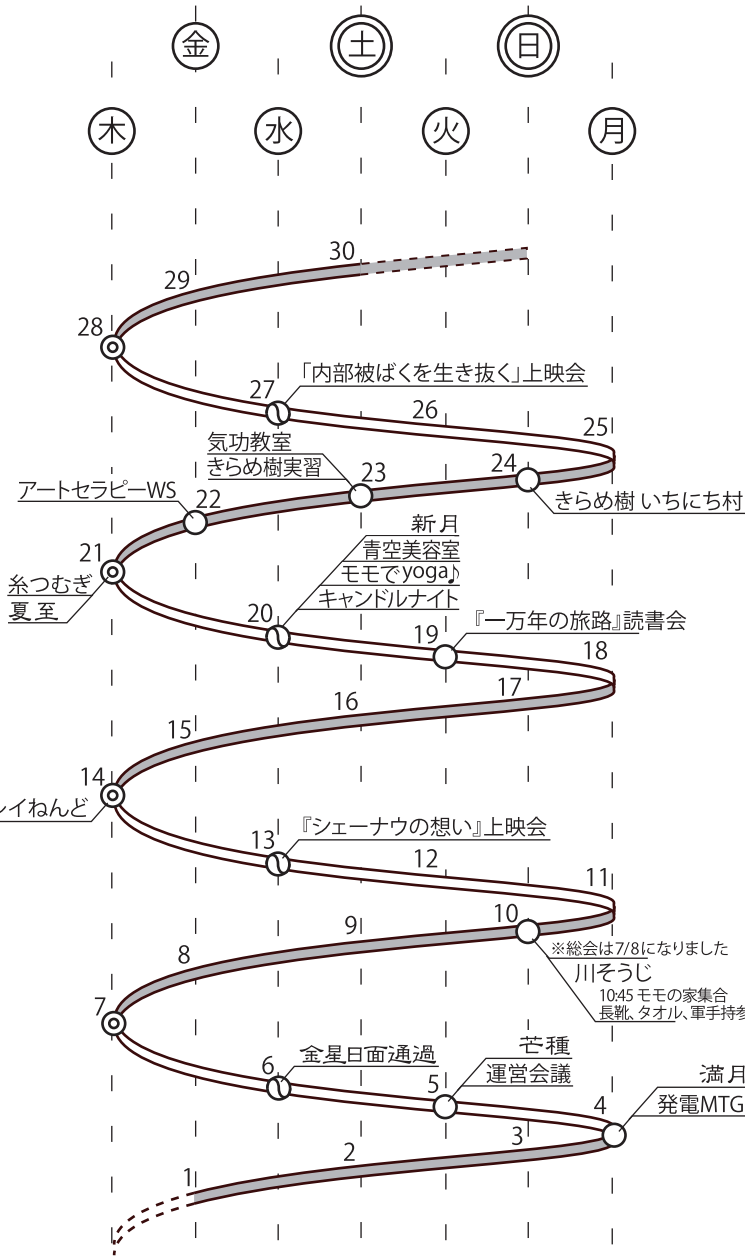 金
土
日
木
水
火
月
30
29
28
「内部被ばくを生き抜く」上映会
27
26
25
気功教室
きらめ樹実習
23
24
アートセラピーWS
22
きらめ樹 いちにち村
新月
青空美容室
モモでyoga♪
キャンドルナイト
21
糸つむぎ
夏至
20
19
『一万年の旅路』読書会
18
17
16
15
14
イねんど
13
『シェーナウの想い』上映会
12
11
10
9
※総会は7/8になりました
川そうじ
10:45 モモの家集合
長靴、タオル、軍手持参
8
7
金星日面通過
6
芒種
運営会議
5
4
満月
発電MTG
3
2
1